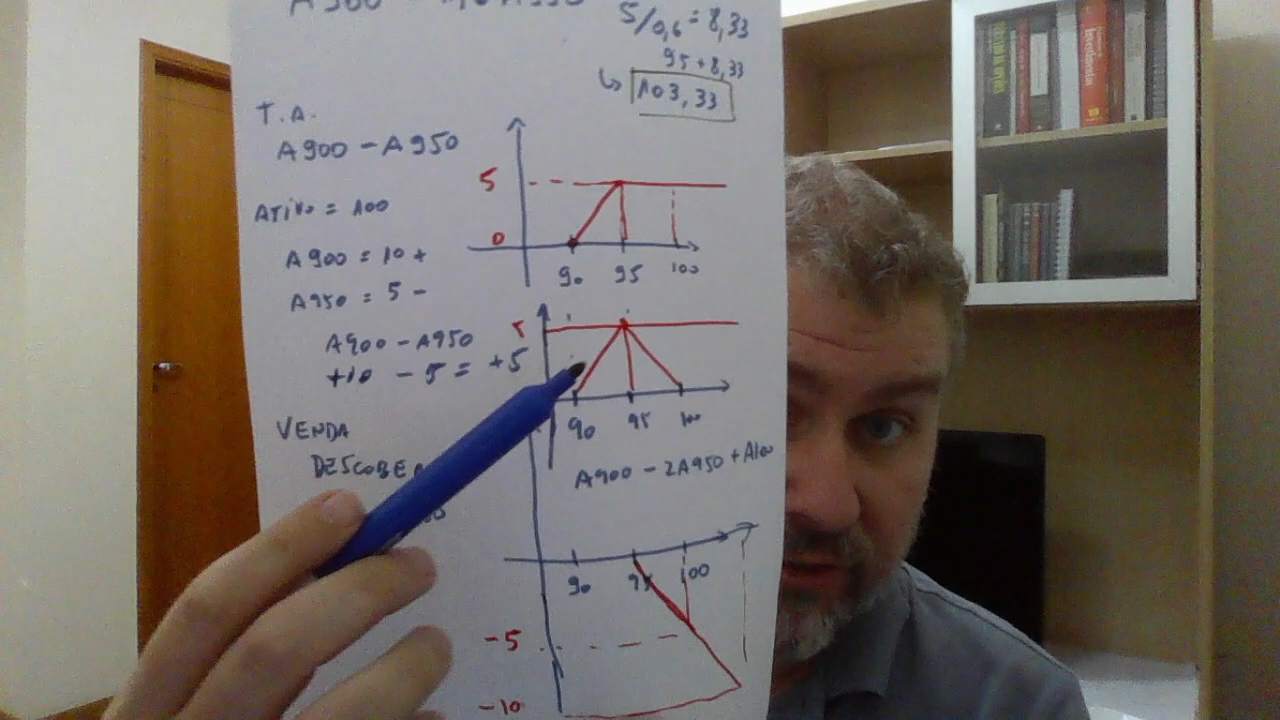 5/0,6 = 8,33
95 + 8,33
103,33
T.A.
A900 - A950
ATIVO = 100
A900 = 10 +
A950 = 5 -
A900 - A950
+10 - 5 = +5
VENDA
5
0
90 95 100
5
90 95 100
A900 - 2A950 + A100
90 95 100
-5
-10